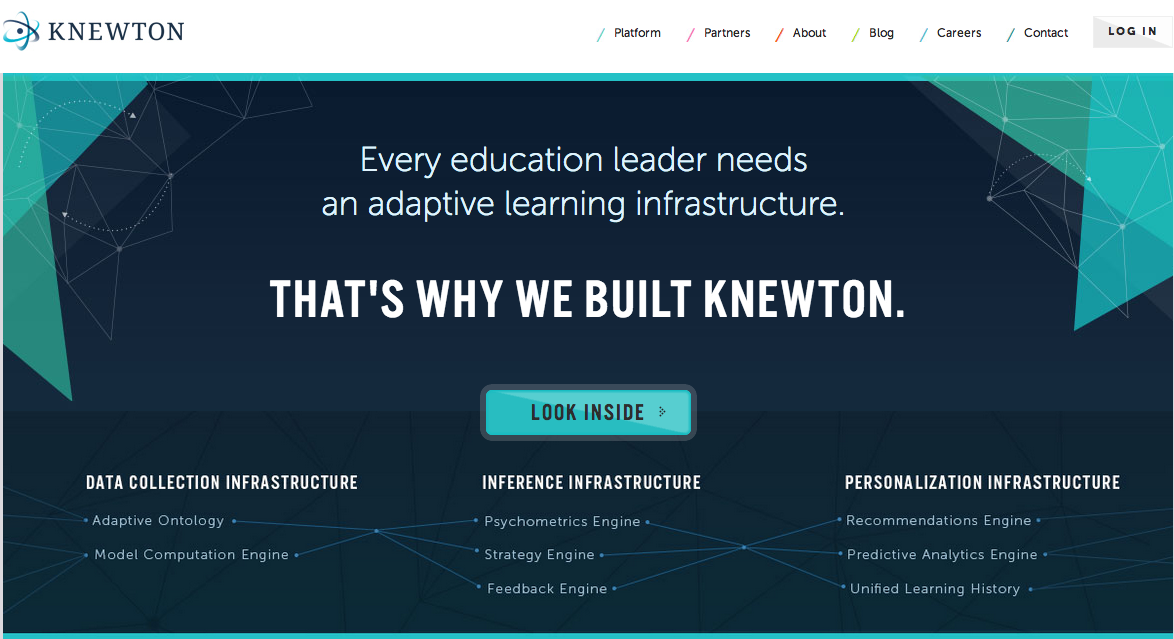 KNEWTON
Platform
Partners
About
Blog
Careers
Contact
LOG IN
Every education leader needs
an adaptive learning infrastructure.
THAT'S WHY WE BUILT KNEWTON.
LOOK INSIDE
DATA COLLECTION INFRASTRUCTURE
Adaptive Ontology
Model Computation Engine
INFERENCE INFRASTRUCTURE
Psychometrics Engine
Strategy Engine
Feedback Engine
PERSONALIZATION INFRASTRUCTURE
Recommendations Engine
Predictive Analytics Engine
Unified Learning History